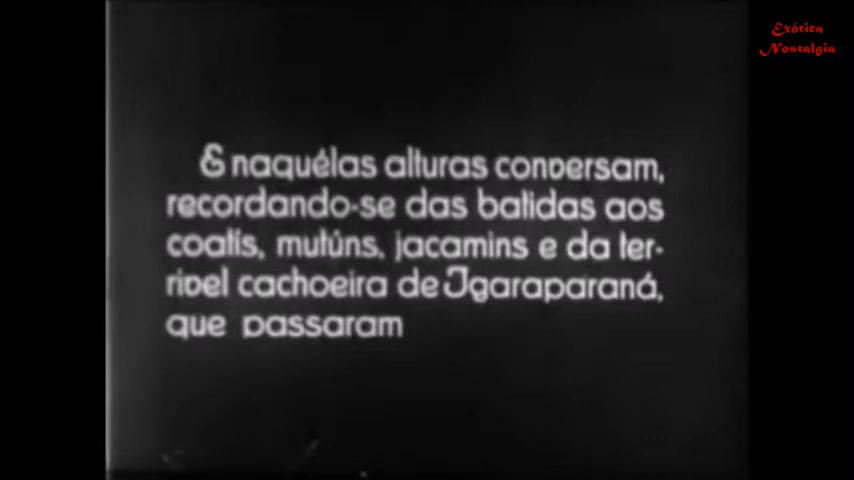 Exótica
Nostalgia
E naquélas alturas conversam,
recordando-se das batidas aos
coatís, mutúns, jacamins e da ter-
rivel cachoeira de Igaraparaná,
que passaram